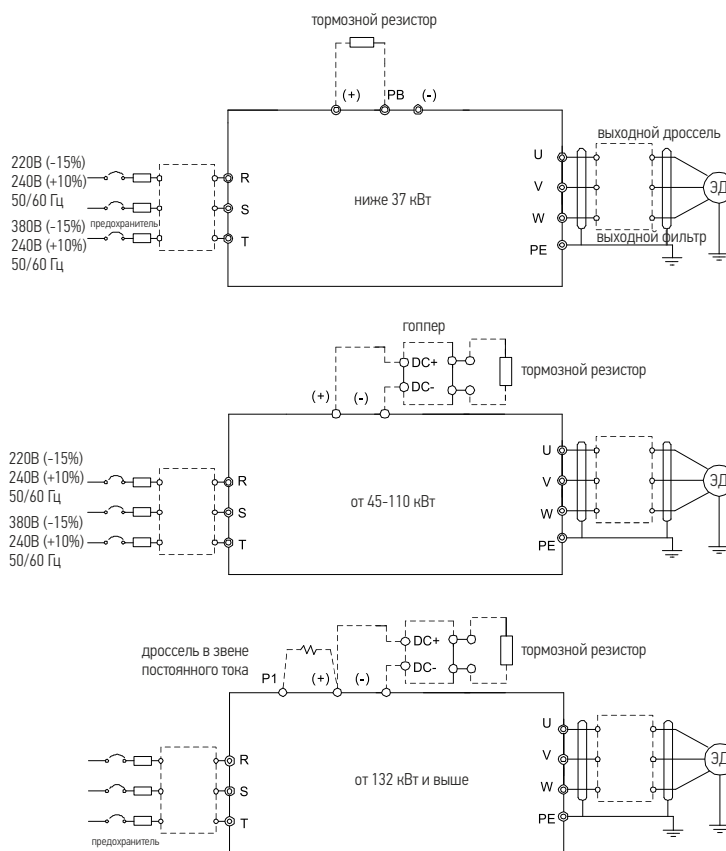 тормозной резистор
(+) PB (-)
220В (-15%)
240В (+10%)
50/60 Гц
380В (-15%)
240В (+10%)
50/60 Гц
предохранитель
R
S
T
ниже 37 кВт
U
V
W
PE
выходной дроссель
выходной фильтр
ЭД
гоппер
DC+
DC-
тормозной резистор
(+) (-)
220В (-15%)
240В (+10%)
50/60 Гц
380В (-15%)
240В (+10%)
50/60 Гц
R
S
T
от 45-110 кВт
U
V
W
PE
ЭД
дроссель в звене
постоянного тока
DC+
DC-
тормозной резистор
P1 (+) (-)
R
S
T
предохранитель
от 132 кВт и выше
U
V
W
PE
ЭД